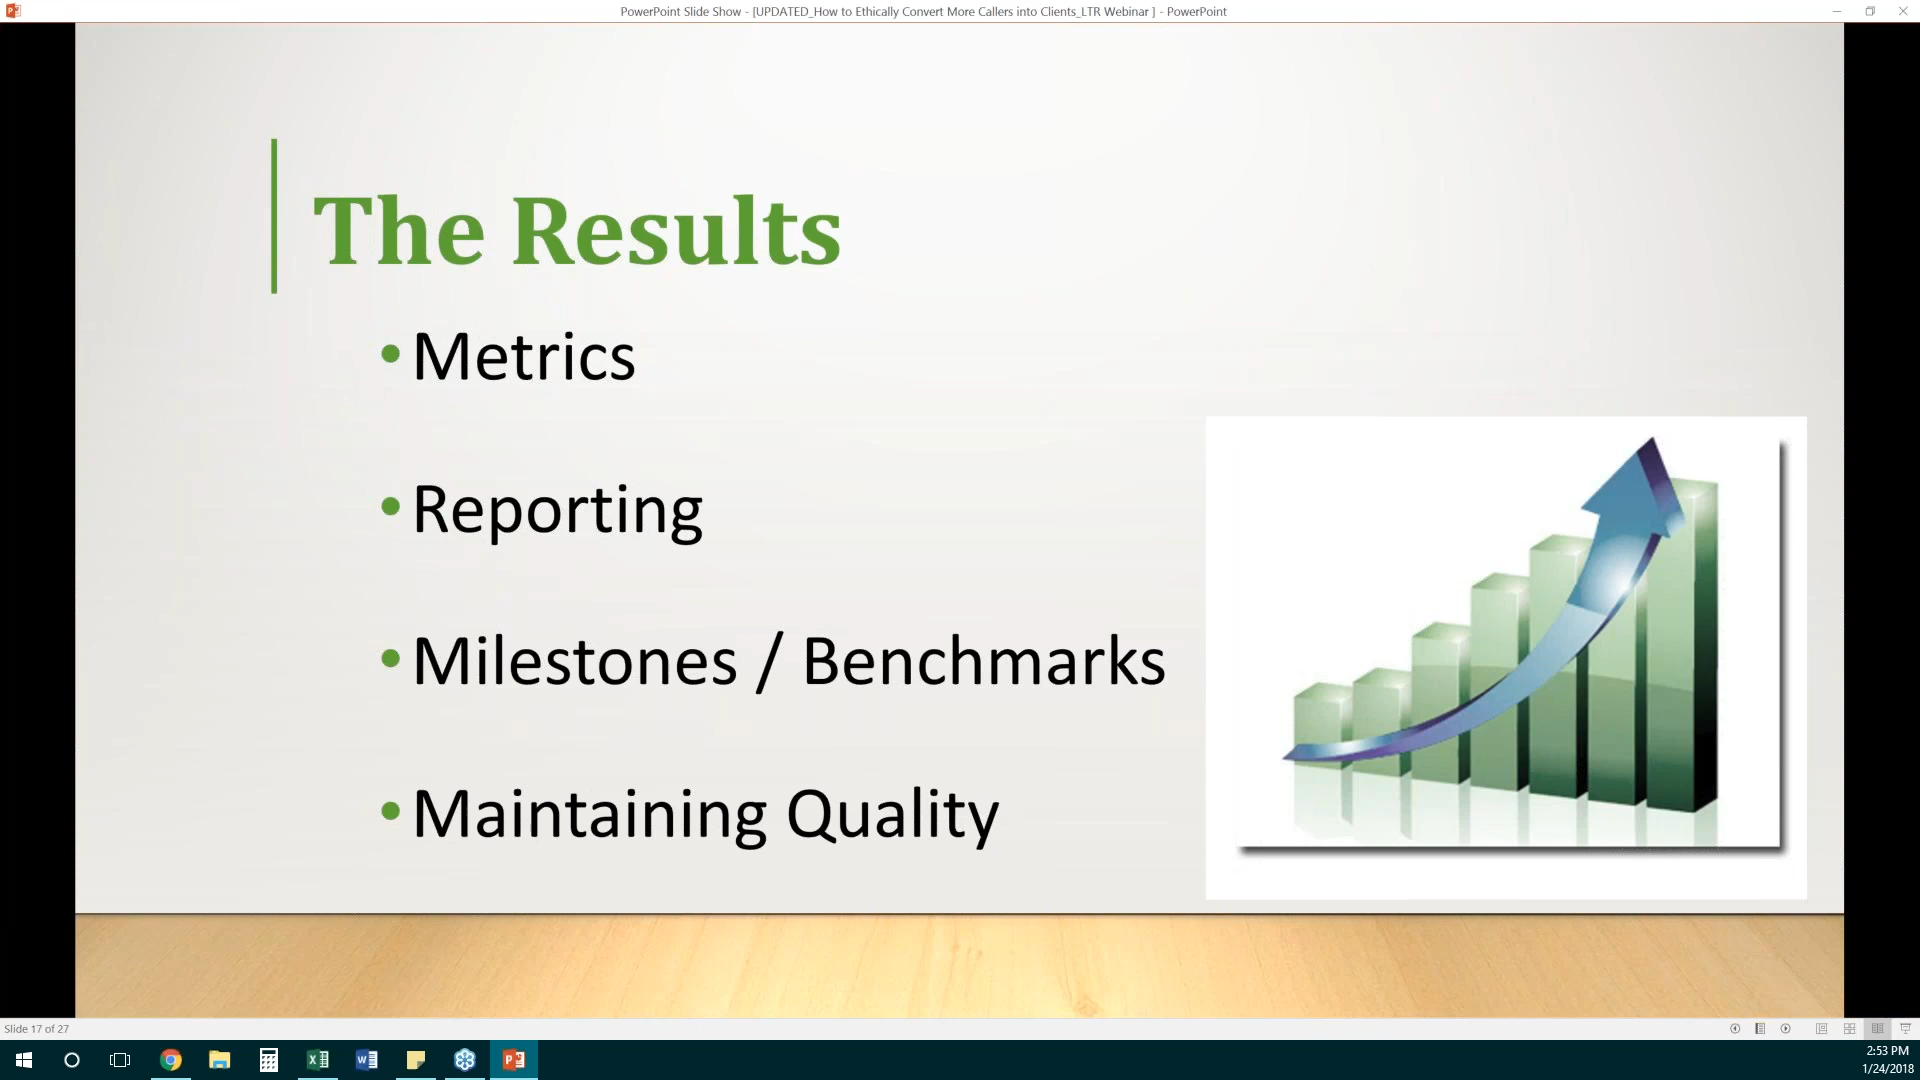 PowerPoint Slide Show - [UPDATED_How to Ethically Convert More Callers into Clients_LTR Webinar ] - PowerPoint
The Results
•Metrics
•Reporting
•Milestones / Benchmarks
•Maintaining Quality
Slide 17 of 27
2:53 PM
1/24/2018